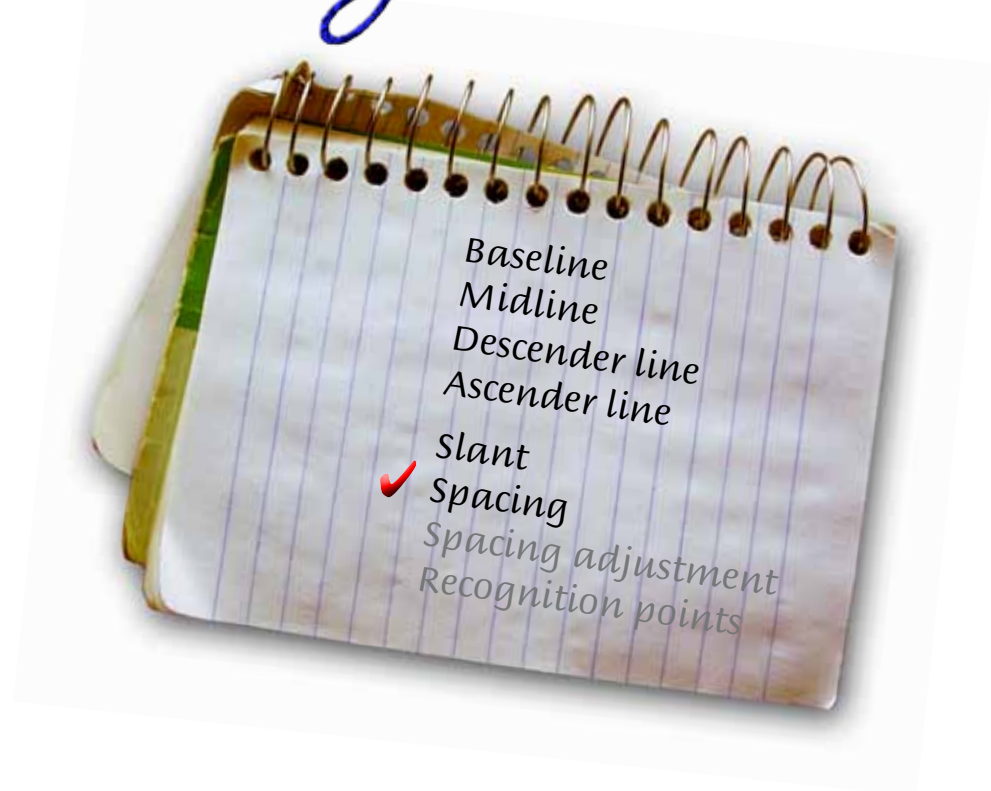 Baseline
Midline
Descender line
Ascender line
Slant
Spacing
Spacing adjustment
Recognition points